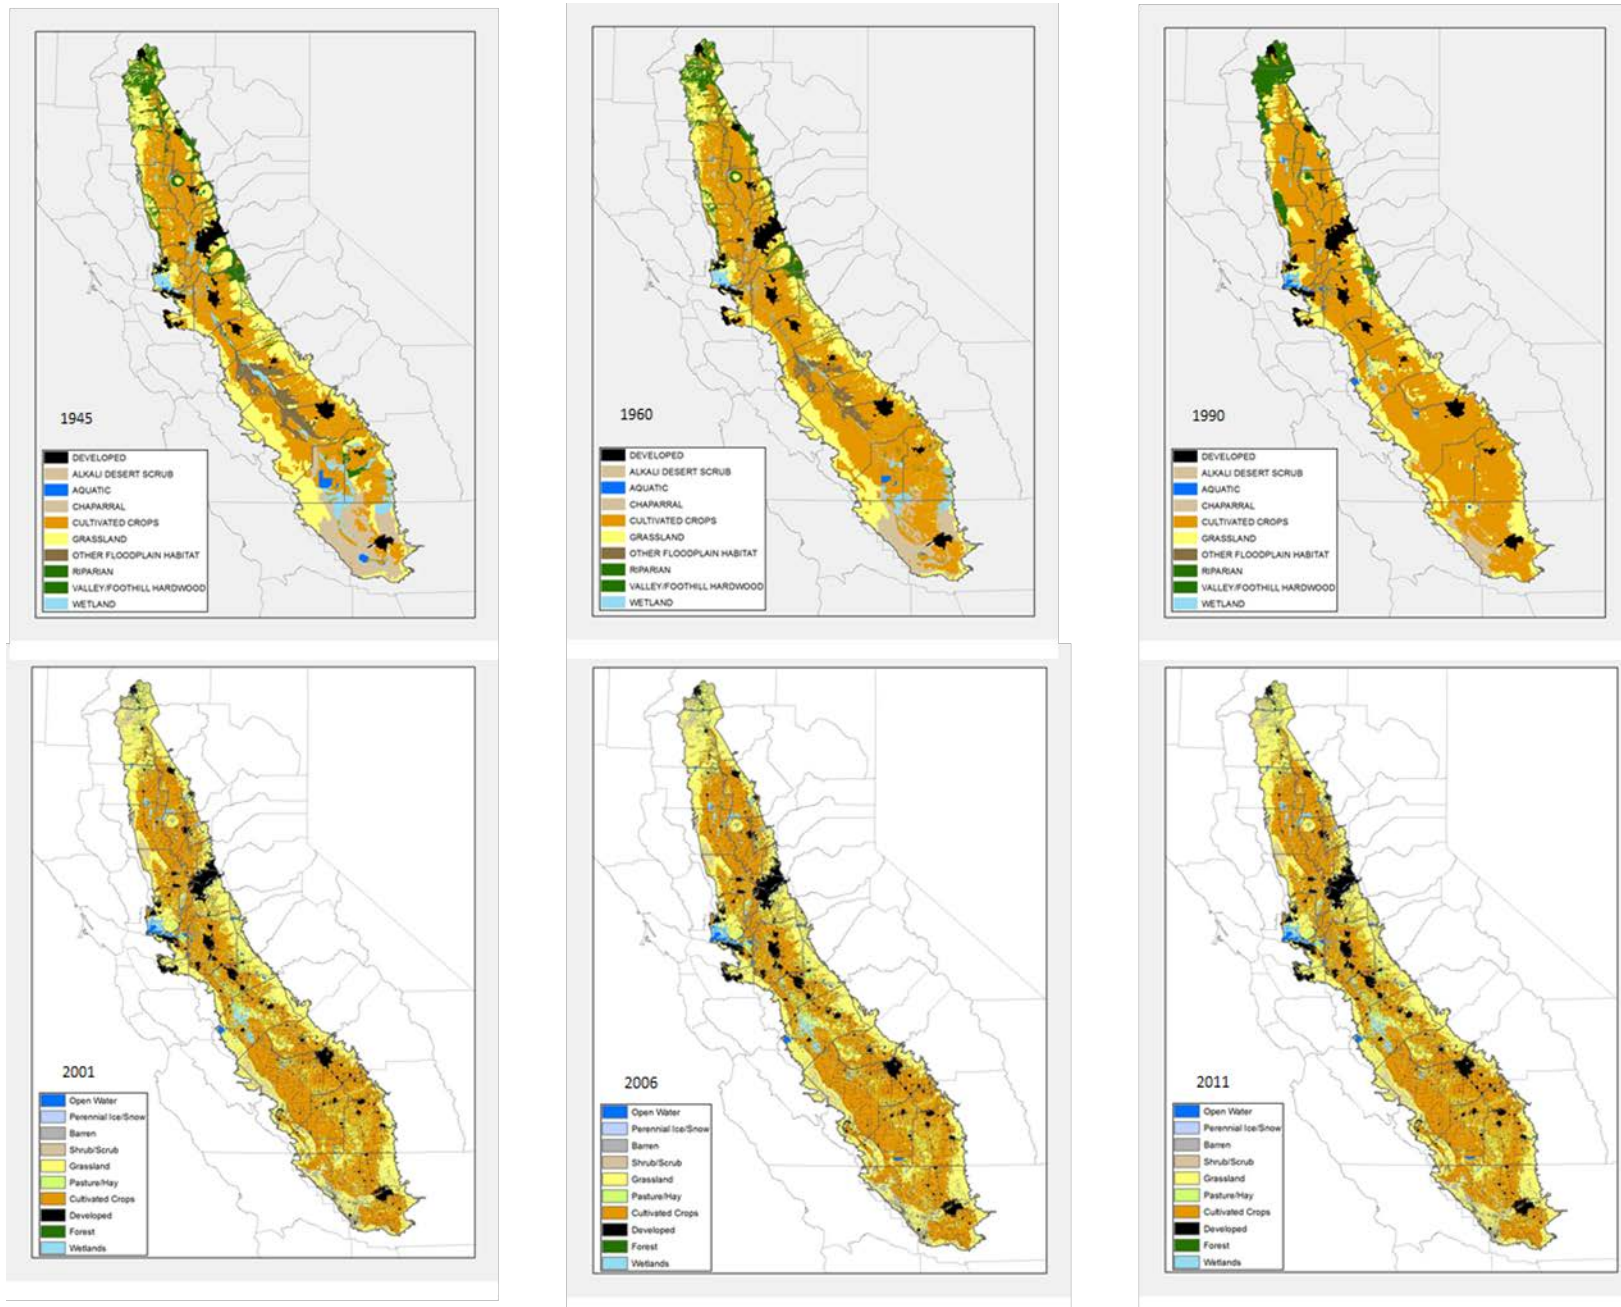 1945
DEVELOPED
ALKALI DESERT SCRUB
AQUATIC
CHAPARRAL
CULTIVATED CROPS
GRASSLAND
OTHER FLOODPLAIN HABITAT
RIPARIAN
VALLEY/FOOTHILL HARDWOOD
WETLAND
1960
DEVELOPED
ALKALI DESERT SCRUB
AQUATIC
CHAPARRAL
CULTIVATED CROPS
GRASSLAND
OTHER FLOODPLAIN HABITAT
RIPARIAN
VALLEY/FOOTHILL HARDWOOD
WETLAND
1990
DEVELOPED
ALKALI DESERT SCRUB
AQUATIC
CHAPARRAL
CULTIVATED CROPS
GRASSLAND
OTHER FLOODPLAIN HABITAT
RIPARIAN
VALLEY/FOOTHILL HARDWOOD
WETLAND
2001
Open Water
Perennial Ice/Snow
Barren
Shrub/Scrub
Grassland
Pasture/Hay
Cultivated Crops
Developed
Forest
Wetlands
2006
Open Water
Perennial Ice/Snow
Barren
Shrub/Scrub
Grassland
Pasture/Hay
Cultivated Crops
Developed
Forest
Wetlands
2011
Open Water
Perennial Ice/Snow
Barren
Shrub/Scrub
Grassland
Pasture/Hay
Cultivated Crops
Developed
Forest
Wetlands